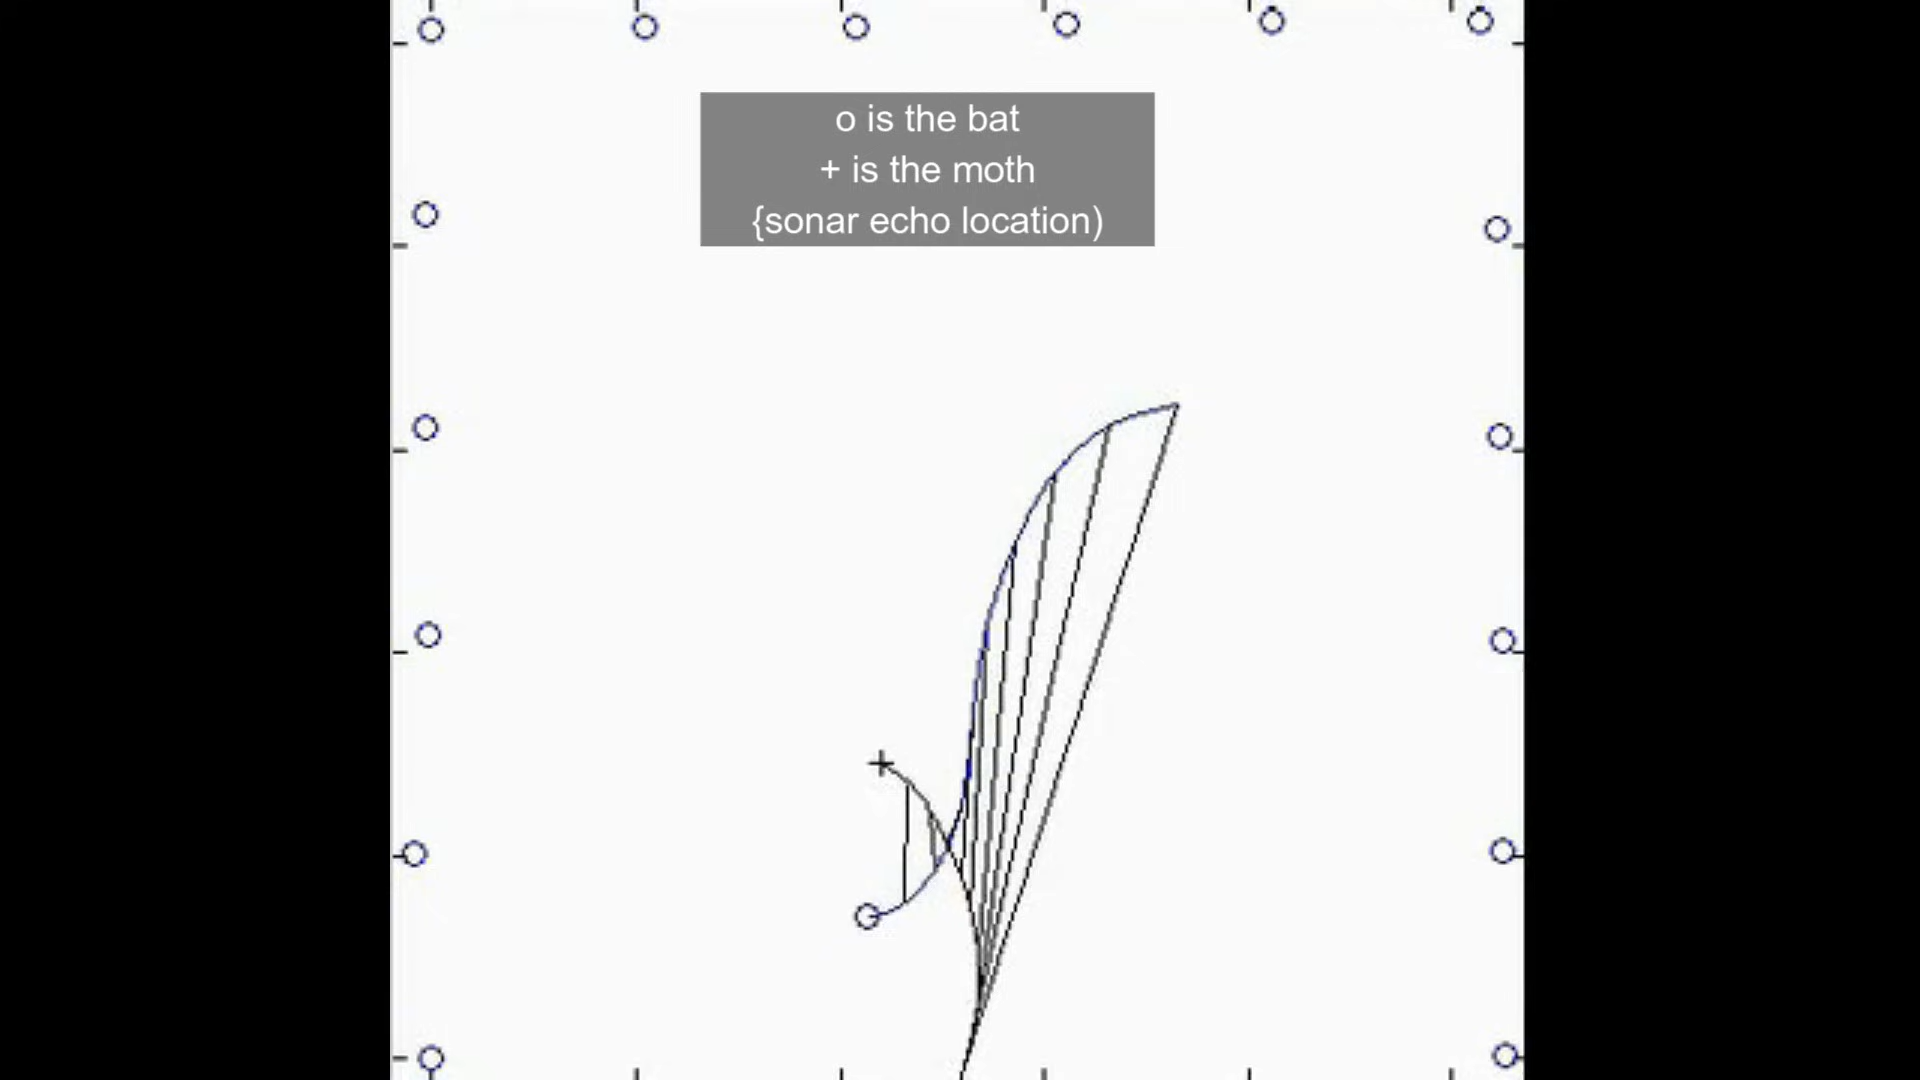 o is the bat
+ is the moth
{sonar echo location)